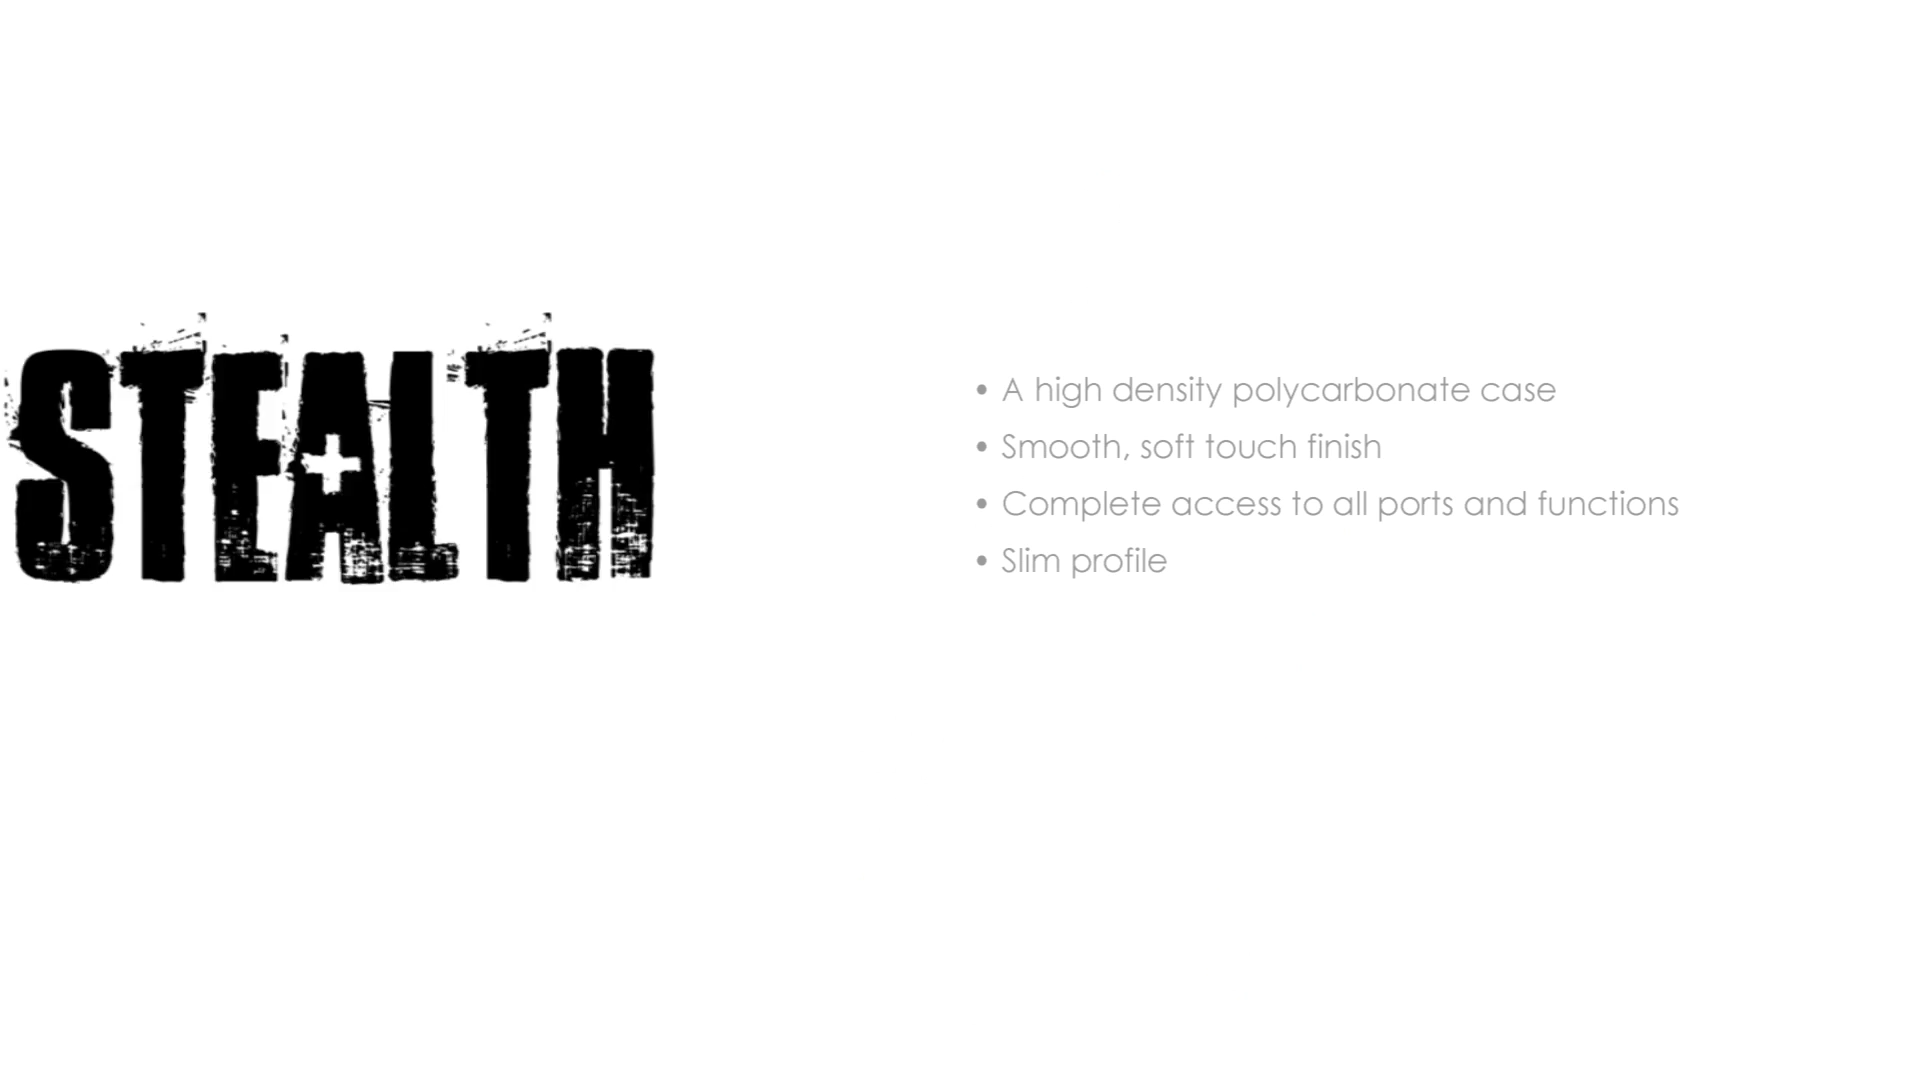 STEALTH
• A high density polycarbonate case
• Smooth, soft touch finish
• Complete access to all ports and functions
• Slim profile